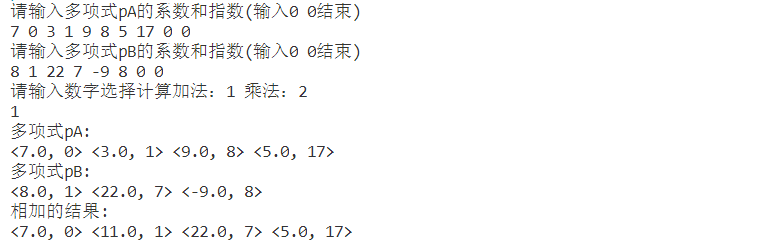 请输入多项式pA的系数和指数(输入0 0结束)
7 0 3 1 9 8 5 17 0 0
请输入多项式pB的系数和指数(输入0 0结束)
8 1 22 7 -9 8 0 0
请输入数字选择计算加法：1 乘法：2
1
多项式pA:
<7.0, 0> <3.0, 1> <9.0, 8> <5.0, 17>
多项式pB:
<8.0, 1> <22.0, 7> <-9.0, 8>
相加的结果:
<7.0, 0> <11.0, 1> <22.0, 7> <5.0, 17>